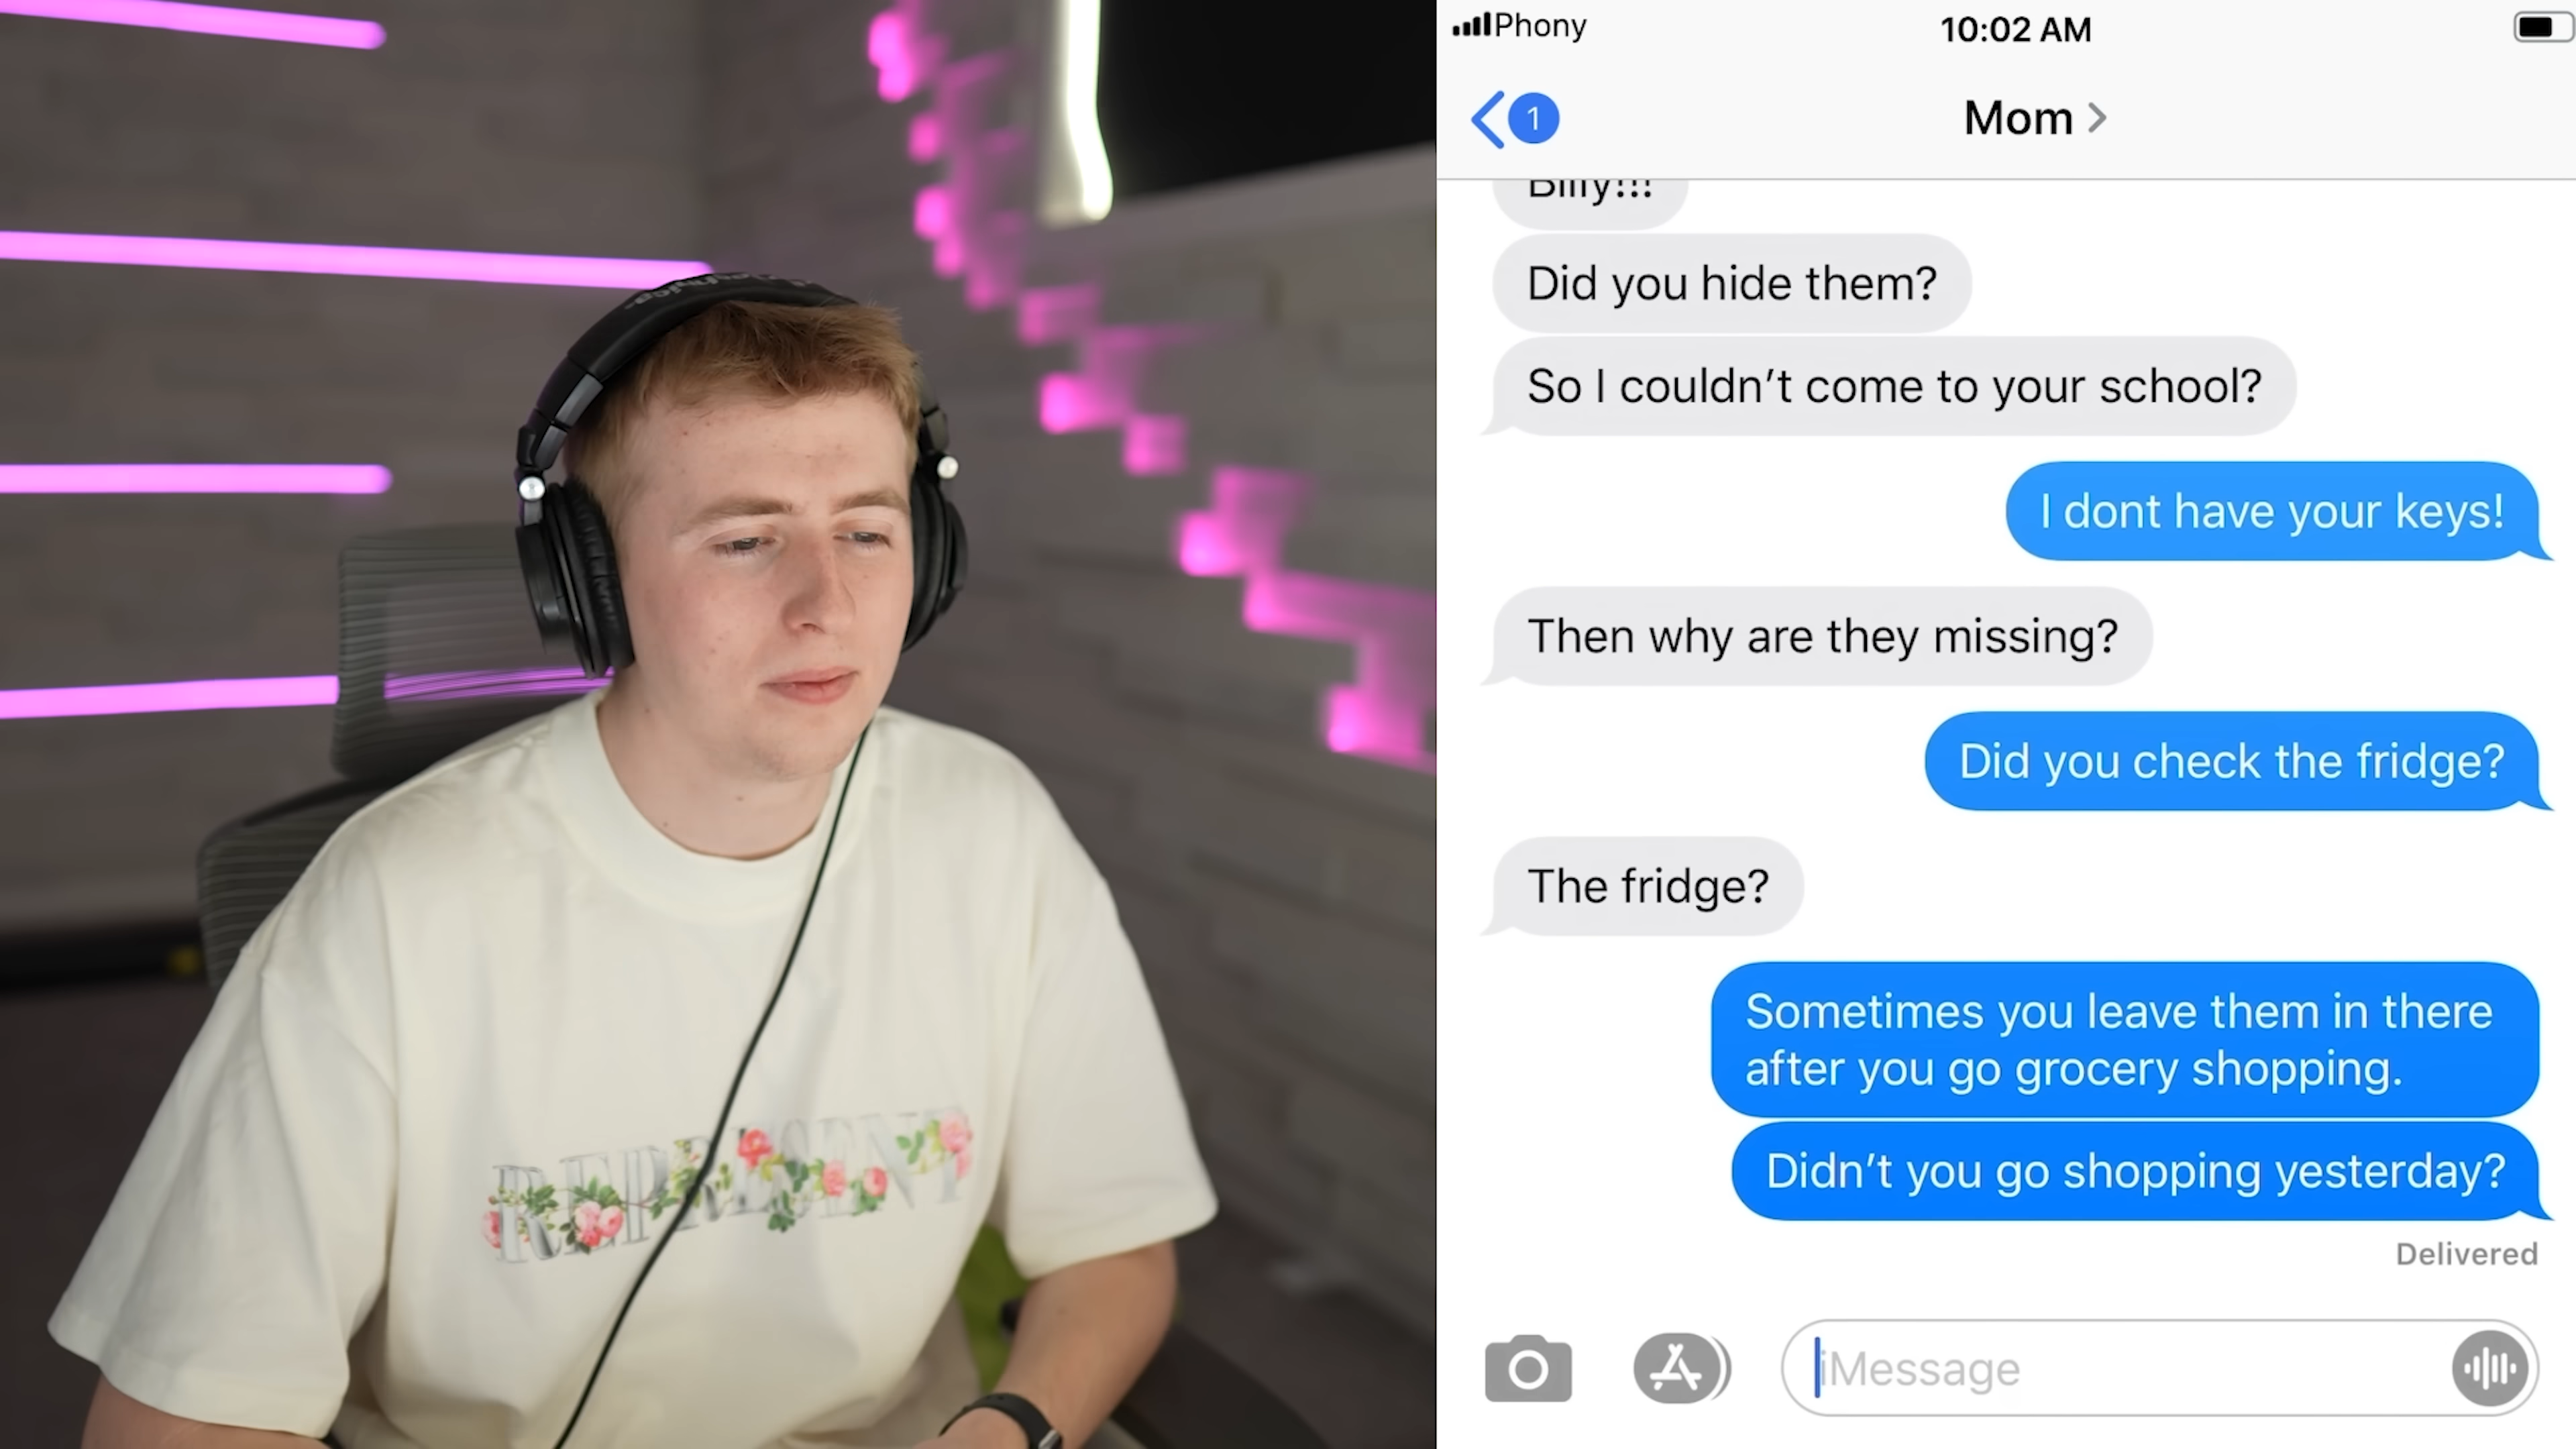 REPRESENT
Phony
10:02 AM
1
Mom
Billy!!!
Did you hide them?
So I couldn’t come to your school?
I dont have your keys!
Then why are they missing?
Did you check the fridge?
The fridge?
Sometimes you leave them in there
after you go grocery shopping.
Didn’t you go shopping yesterday?
Delivered
iMessage